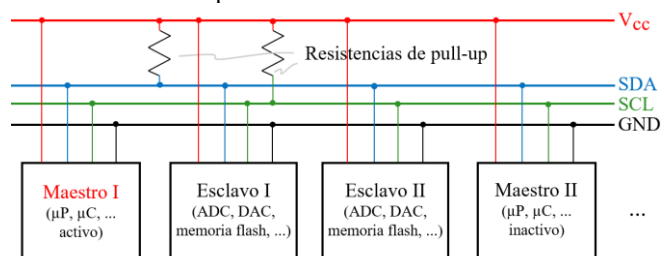 Vcc
Resistencias de pull-up
SDA
SCL
GND
Maestro I
(µP, µC, ...
activo)
Esclavo I
(ADC, DAC,
memoria flash, ...)
Esclavo II
(ADC, DAC,
memoria flash, ...)
Maestro II
(µP, µC, ...
inactivo)
...